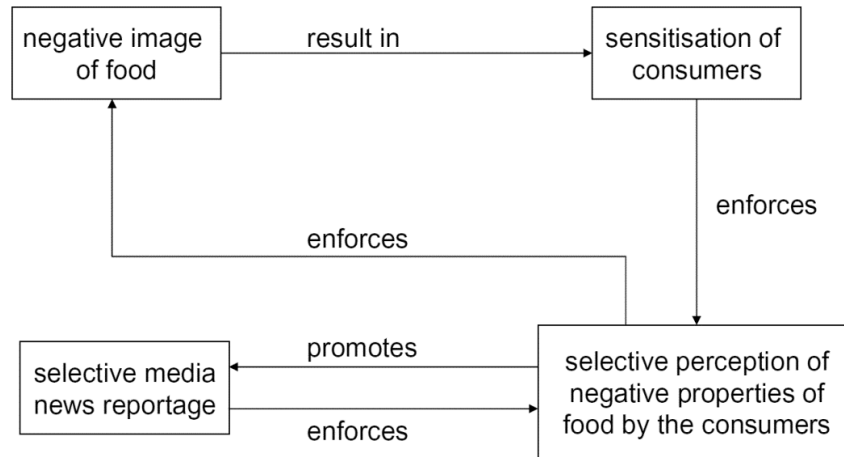 negative image
of food
result in
sensitisation of
consumers
enforces
enforces
promotes
selective media
news reportage
enforces
selective perception of
negative properties of
food by the consumers